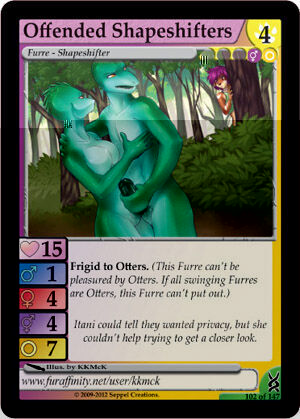 Offended Shapeshifters
4
Furre - Shapeshifter
15
1
4
4
7
Frigid to Otters. (This Furre can't be
pleasured by Otters. If all swinging Furres
are Otters, this Furre can't put out.)
Itani could tell they wanted privacy, but she
couldn't help trying to get a closer look.
Illus. by KKMcK
www.furaffinity.net/user/kkmck
© 2009-2012 Seppel Creations.
102 of 137